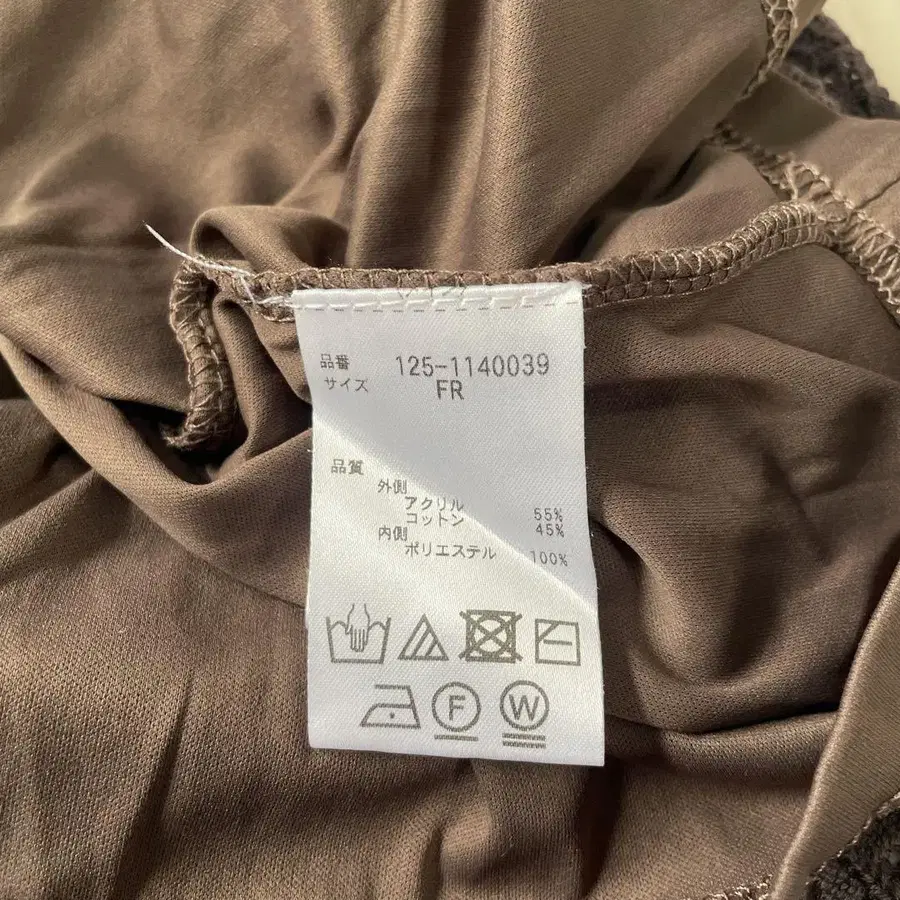 品番 125-1140039
サイズ FR
品質
外側
アクリル 55%
コットン 45%
内側
ポリエステル 100%
F W